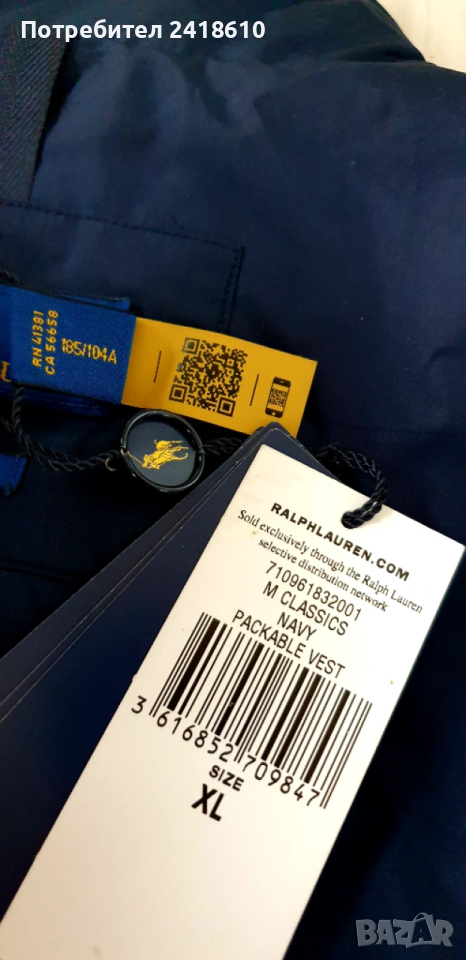 Потребител 2418610
RN 41381
CA 56658
185/104A
RALPHLAUREN.COM
Sold exclusively through the Ralph Lauren
selective distribution network
710961832001
M CLASSICS
NAVY
PACKABLE VEST
3 616852 709847
SIZE
XL
BAZAR